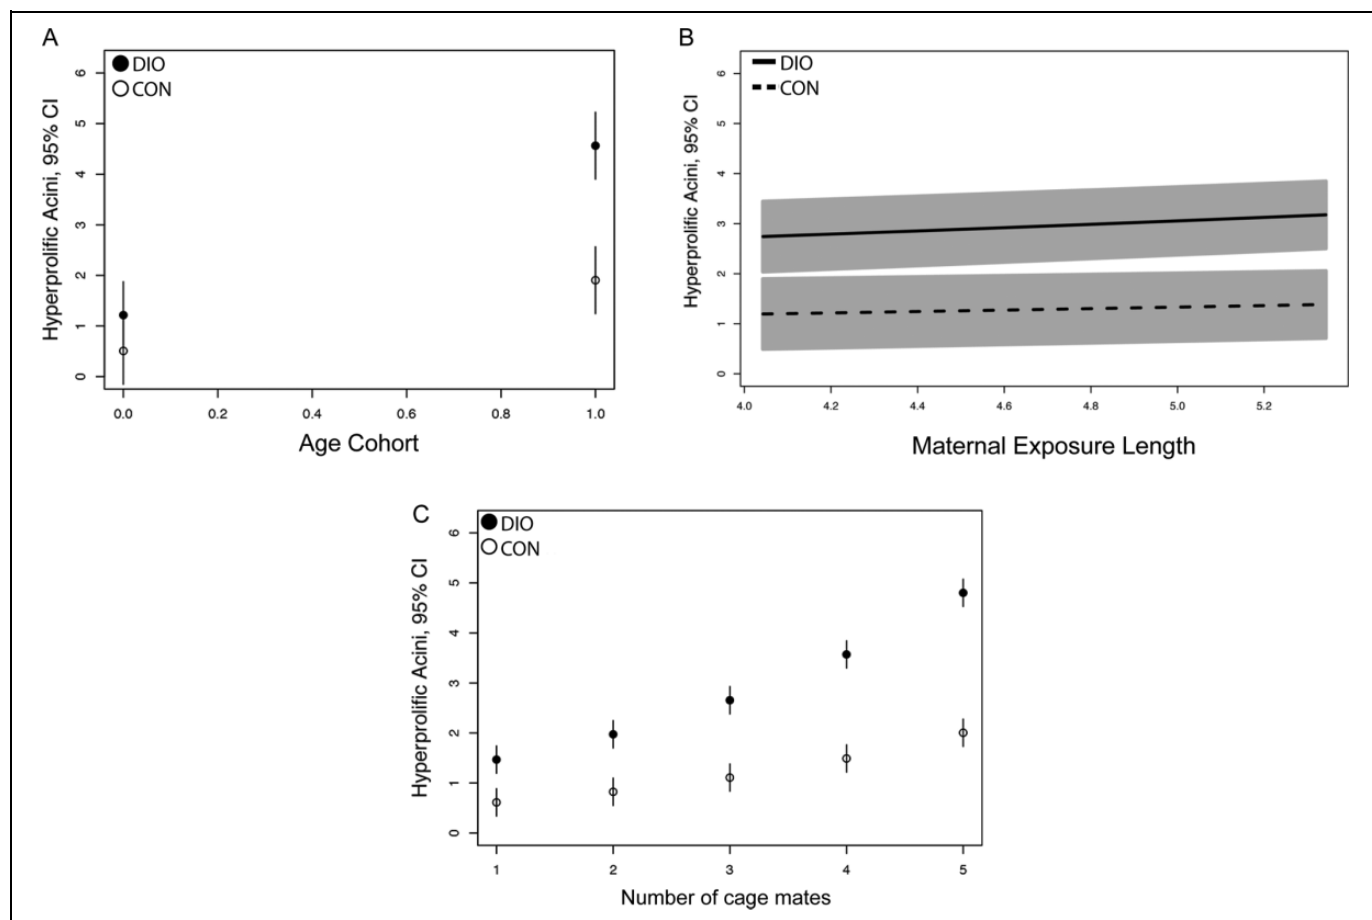 A
DIO
CON
Hyperprolific Acini, 95% CI
6
5
4
3
2
1
0
0.0 0.2 0.4 0.6 0.8 1.0
Age Cohort
B
DIO
CON
Hyperprolific Acini, 95% CI
6
5
4
3
2
1
0
4.0 4.2 4.4 4.6 4.8 5.0 5.2
Maternal Exposure Length
C
DIO
CON
Hyperprolific Acini, 95% CI
6
5
4
3
2
1
0
1 2 3 4 5
Number of cage mates